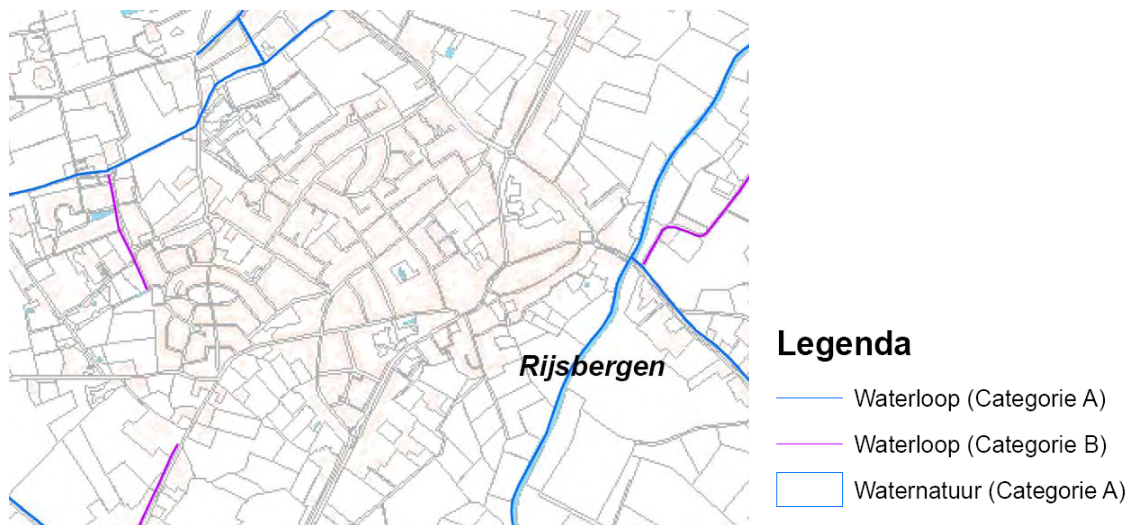 Rijsbergen
Legenda
Waterloop (Categorie A)
Waterloop (Categorie B)
Waternatuur (Categorie A)